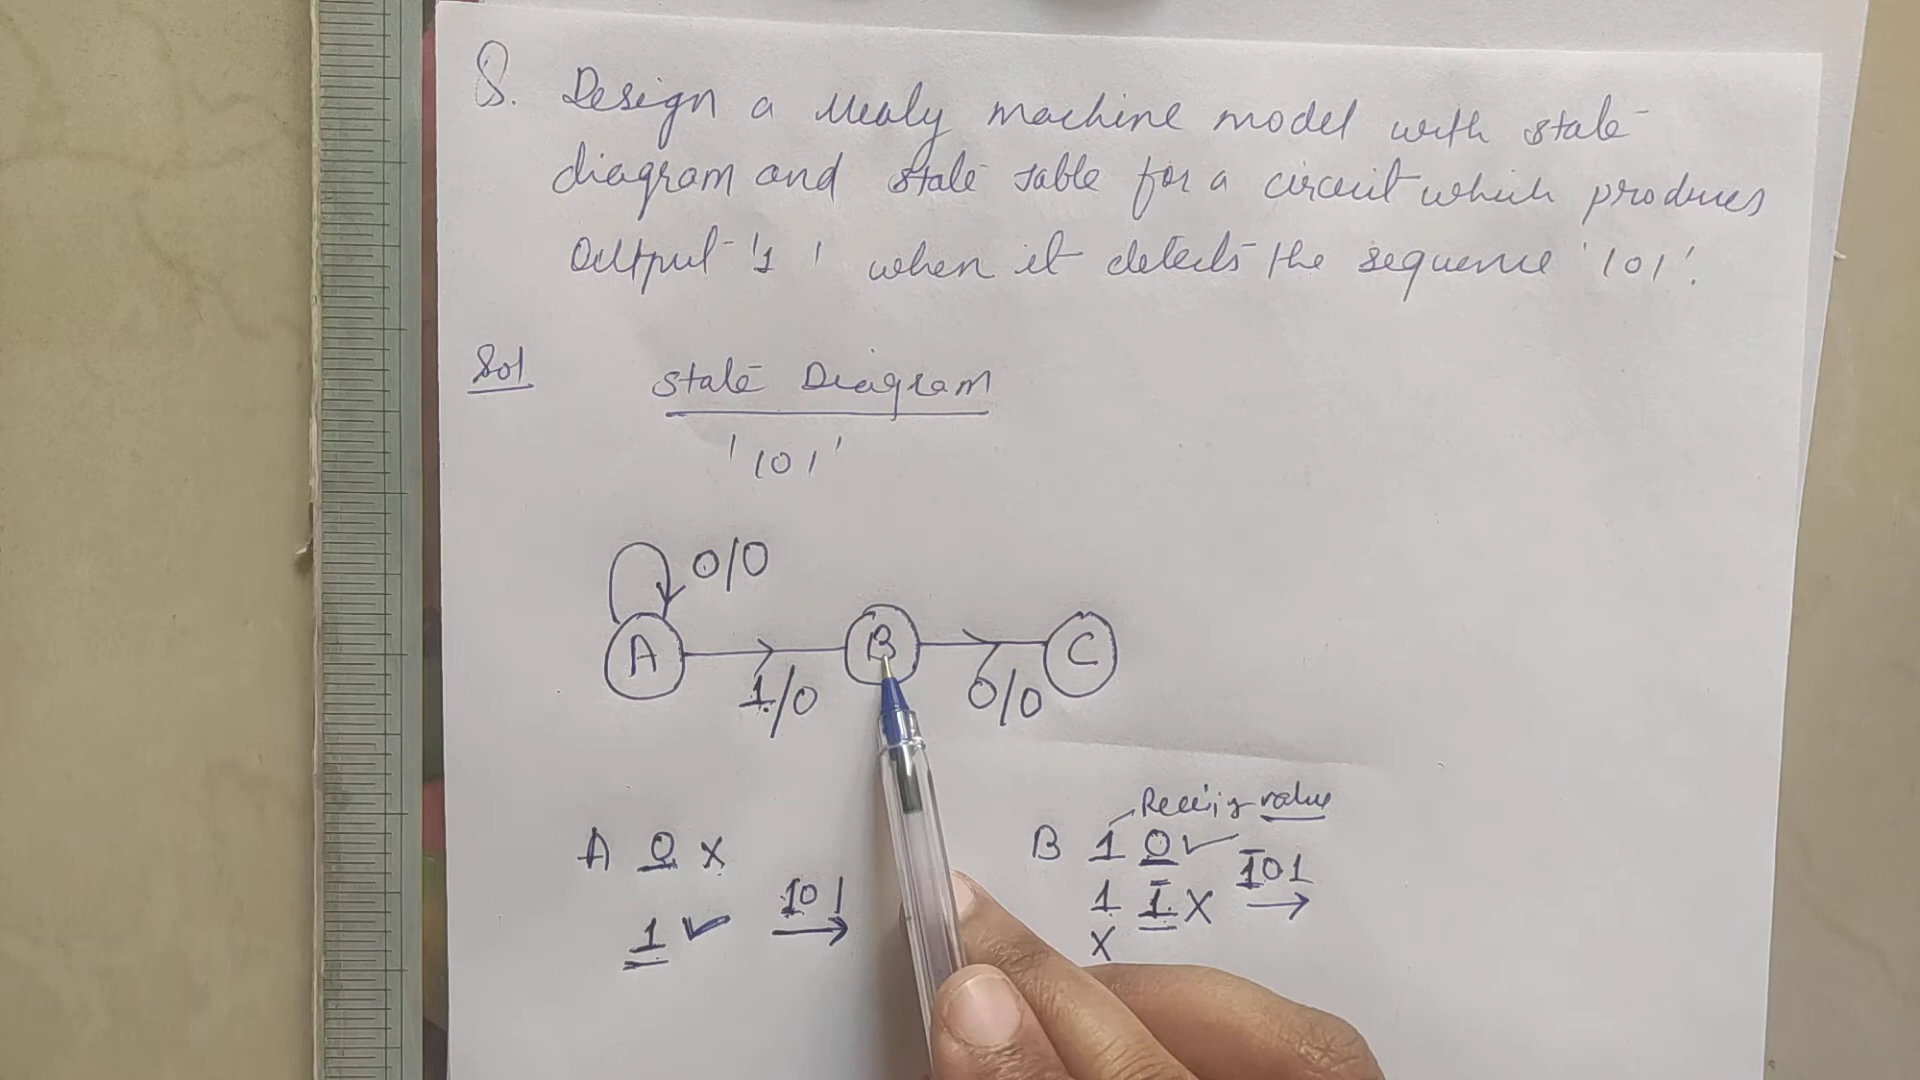 Q. Design a Mealy machine model with state
diagram and state table for a circuit which produces
Output '1' when it detects the sequence '101'.
Sol
State Diagram
'101'
0/0
A
B
C
1/0
0/0
A 0 x
1 ✓
101
value
B 1 0 ✓
101
1 1 x
x